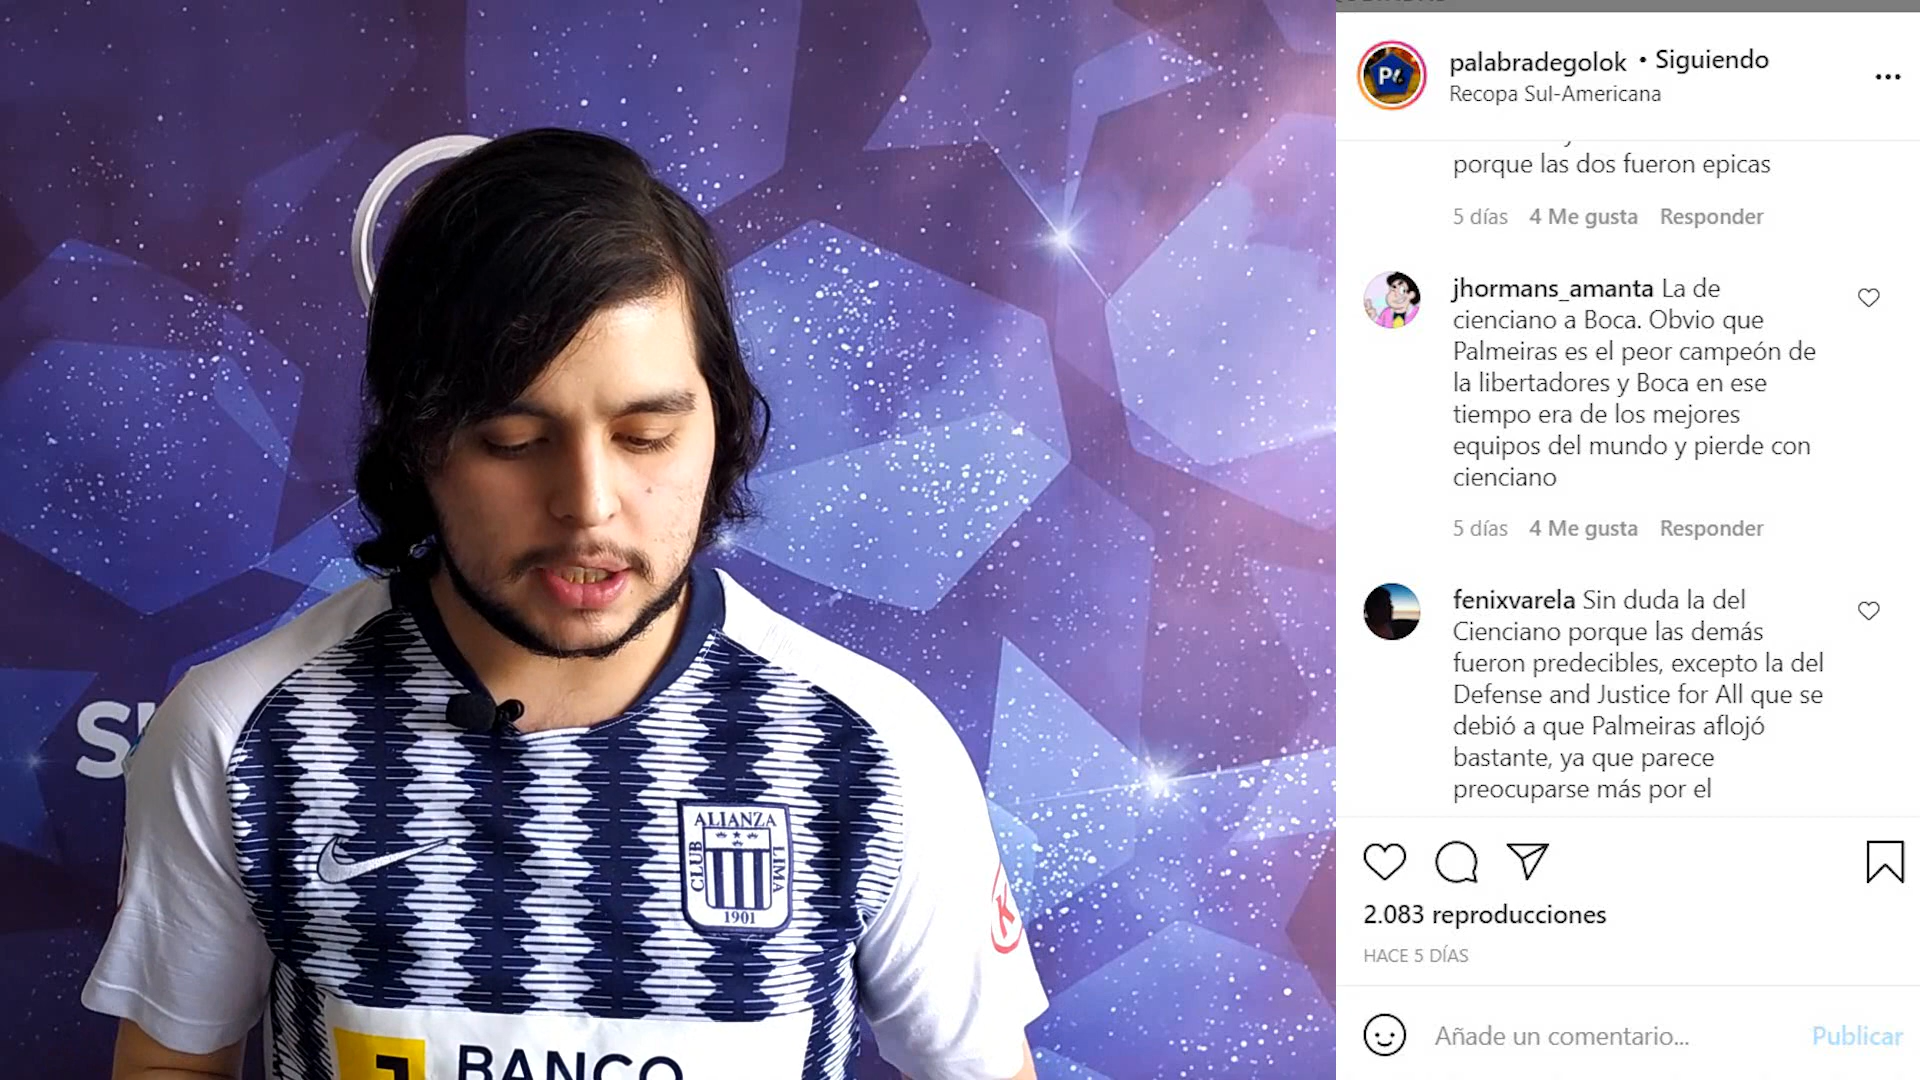 palabradegolok • Siguiendo
Recopa Sul-Americana
porque las dos fueron epicas
5 días 4 Me gusta Responder
jhormans_amanta La de
cienciano a Boca. Obvio que
Palmeiras es el peor campeón de
la libertadores y Boca en ese
tiempo era de los mejores
equipos del mundo y pierde con
cienciano
5 días 4 Me gusta Responder
fenixvarela Sin duda la del
Cienciano porque las demás
fueron predecibles, excepto la del
Defense and Justice for All que se
debió a que Palmeiras aflojó
bastante, ya que parece
preocuparse más por el
2.083 reproducciones
HACE 5 DÍAS
Añade un comentario... Publicar
ALIANZA
CLUB
LIMA
1901
BANCO
K